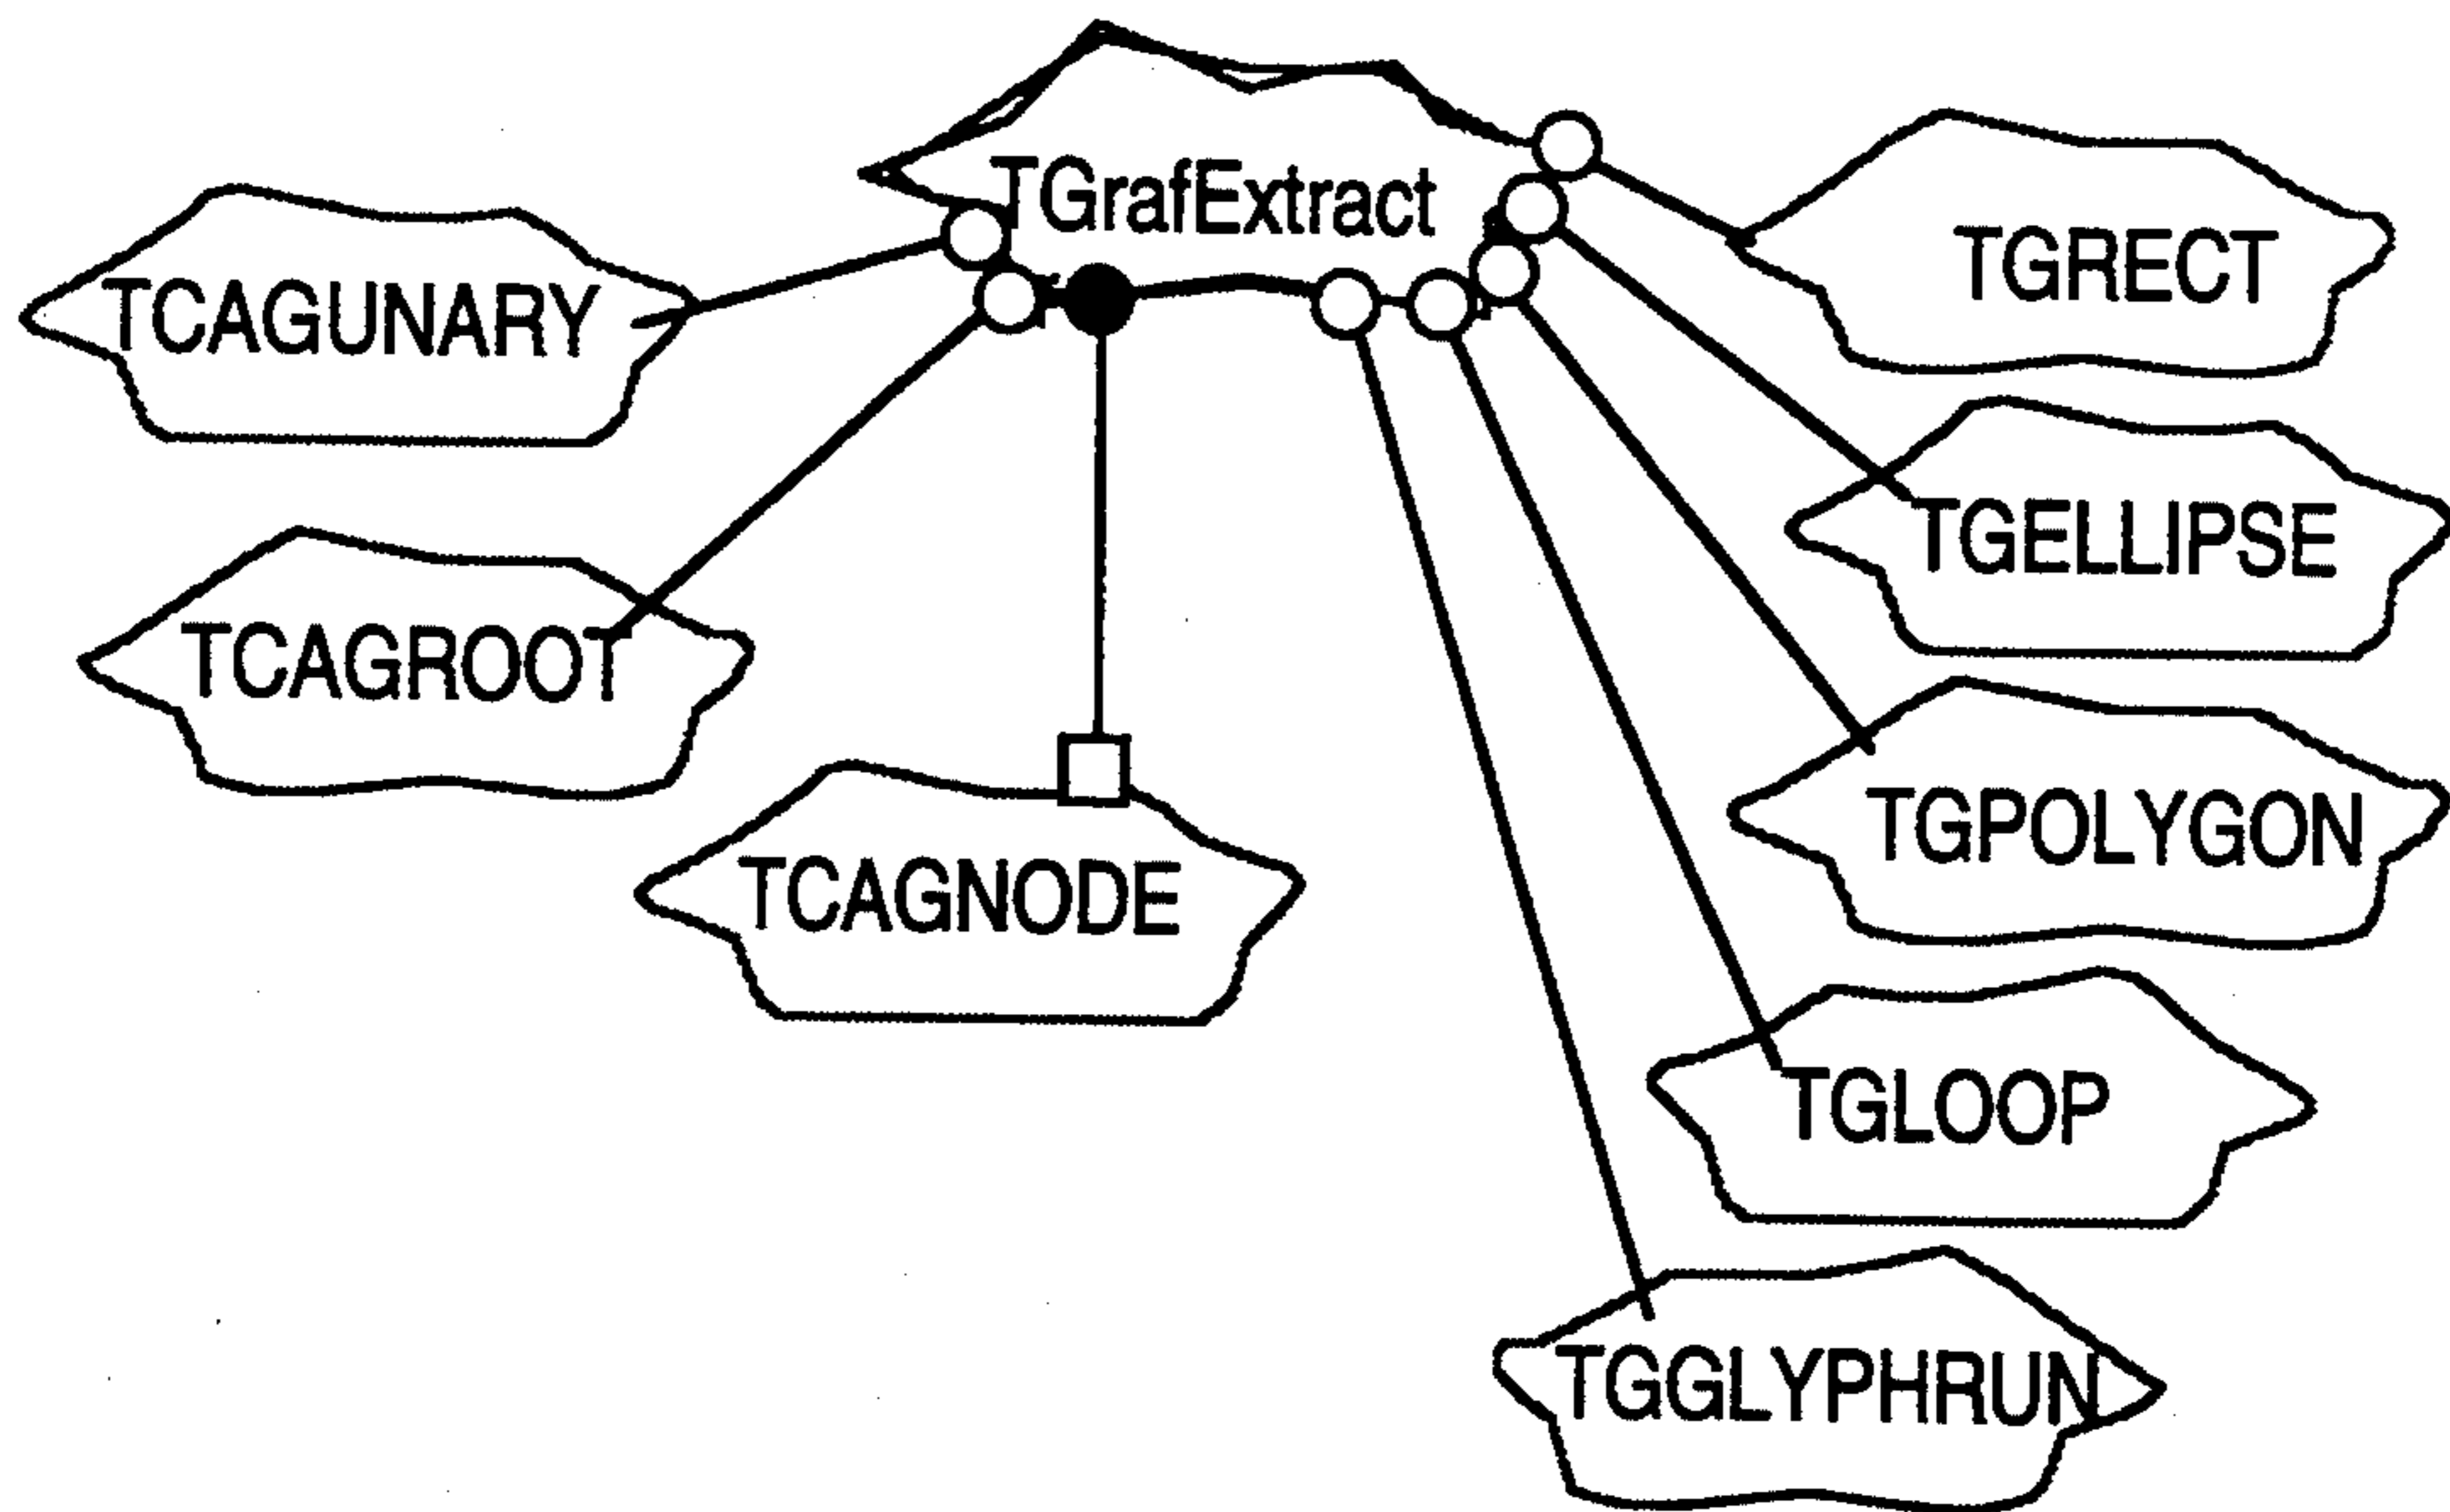 TGrafExtract
TCAGUNARY
TGRECT
TGELLIPSE
TCAGROOT
TGPOLYGON
TCAGNODE
TGLOOP
TGGLYPHRUN